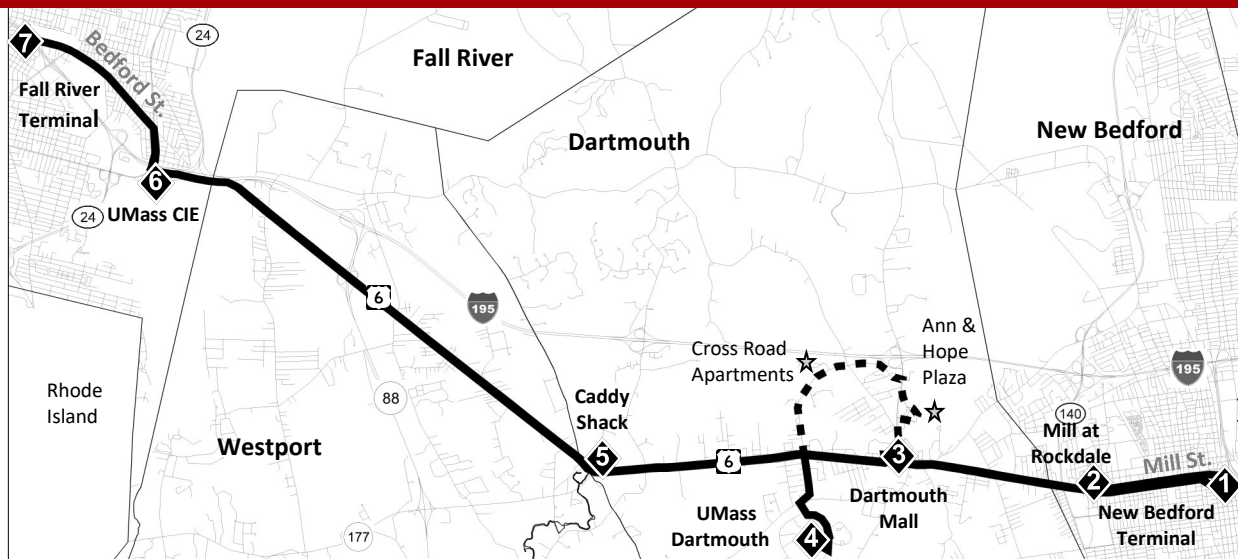 7
Bedford St.
24
Fall River
Terminal
Fall River
Dartmouth
New Bedford
6
24
UMass CIE
6
195
Rhode
Island
88
Westport
177
Caddy
Shack
5
6
Cross Road
Apartments
Ann &
Hope
Plaza
195
140
Mill at
Rockdale
Mill St.
3
2
1
Dartmouth
Mall
New Bedford
Terminal
UMass
Dartmouth
4